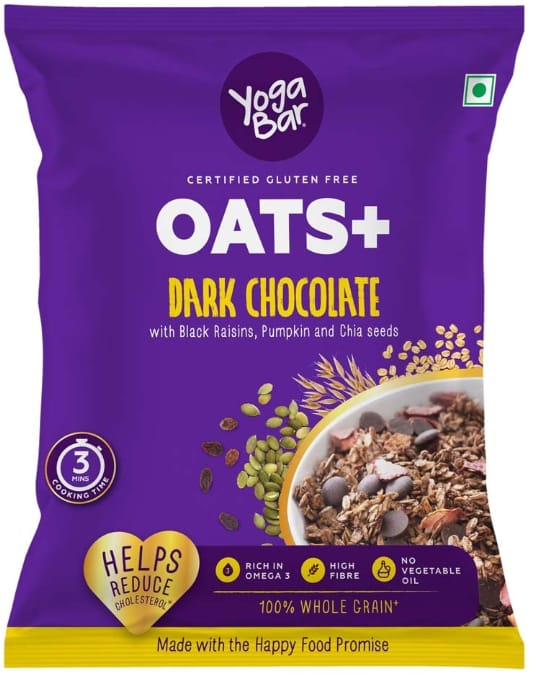 Yoga
Bar
CERTIFIED GLUTEN FREE
OATS+
DARK CHOCOLATE
with Black Raisins, Pumpkin and Chia seeds
3
MINS
COOKING TIME
HELPS
REDUCE
CHOLESTEROL*
RICH IN
OMEGA 3
HIGH
FIBRE
NO
VEGETABLE
OIL
100% WHOLE GRAIN+
Made with the Happy Food Promise